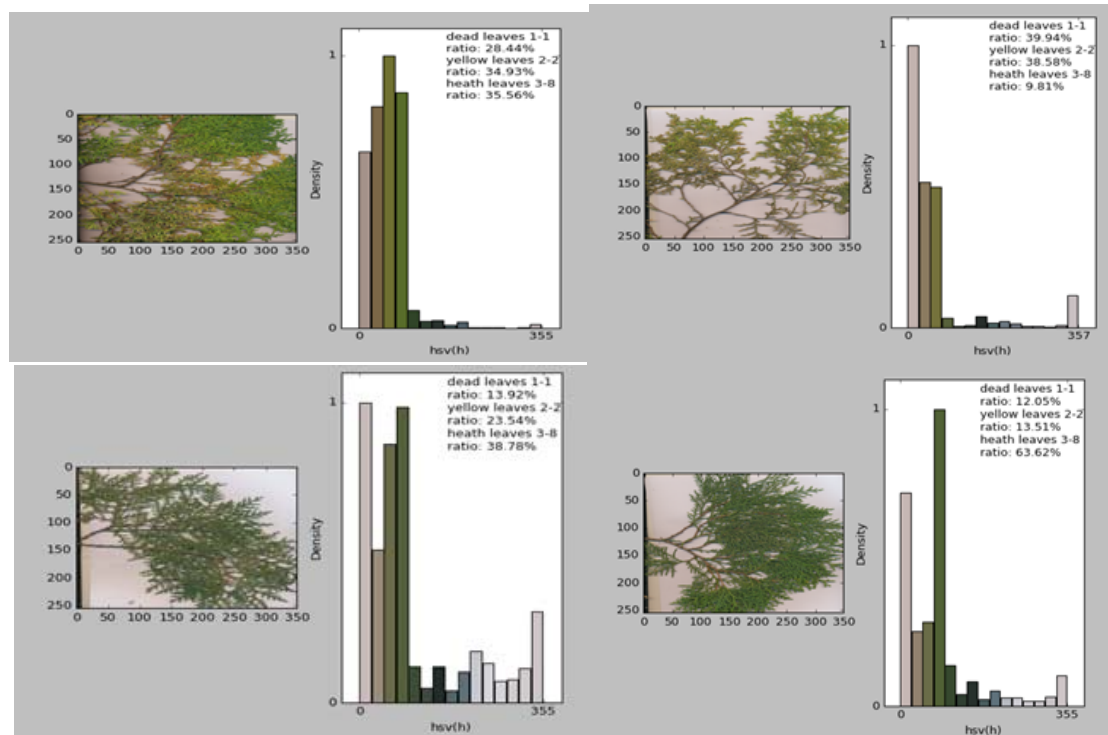 dead leaves 1-1
ratio: 28.44%
yellow leaves 2-2
ratio: 34.93%
heath leaves 3-8
ratio: 35.56%
1
0
Density
0 355
hsv(h)
0
50
100
150
200
250
0 50 100 150 200 250 300 350
dead leaves 1-1
ratio: 39.94%
yellow leaves 2-2
ratio: 38.58%
heath leaves 3-8
ratio: 9.81%
1
0
Density
0 357
hsv(h)
0
50
100
150
200
250
0 50 100 150 200 250 300 350
dead leaves 1-1
ratio: 13.92%
yellow leaves 2-2
ratio: 23.54%
heath leaves 3-8
ratio: 38.78%
1
0
Density
0 355
hsv(h)
0
50
100
150
200
250
0 50 100 150 200 250 300 350
dead leaves 1-1
ratio: 12.05%
yellow leaves 2-2
ratio: 13.51%
heath leaves 3-8
ratio: 63.62%
1
0
Density
0 355
hsv(h)
0
50
100
150
200
250
0 50 100 150 200 250 300 350